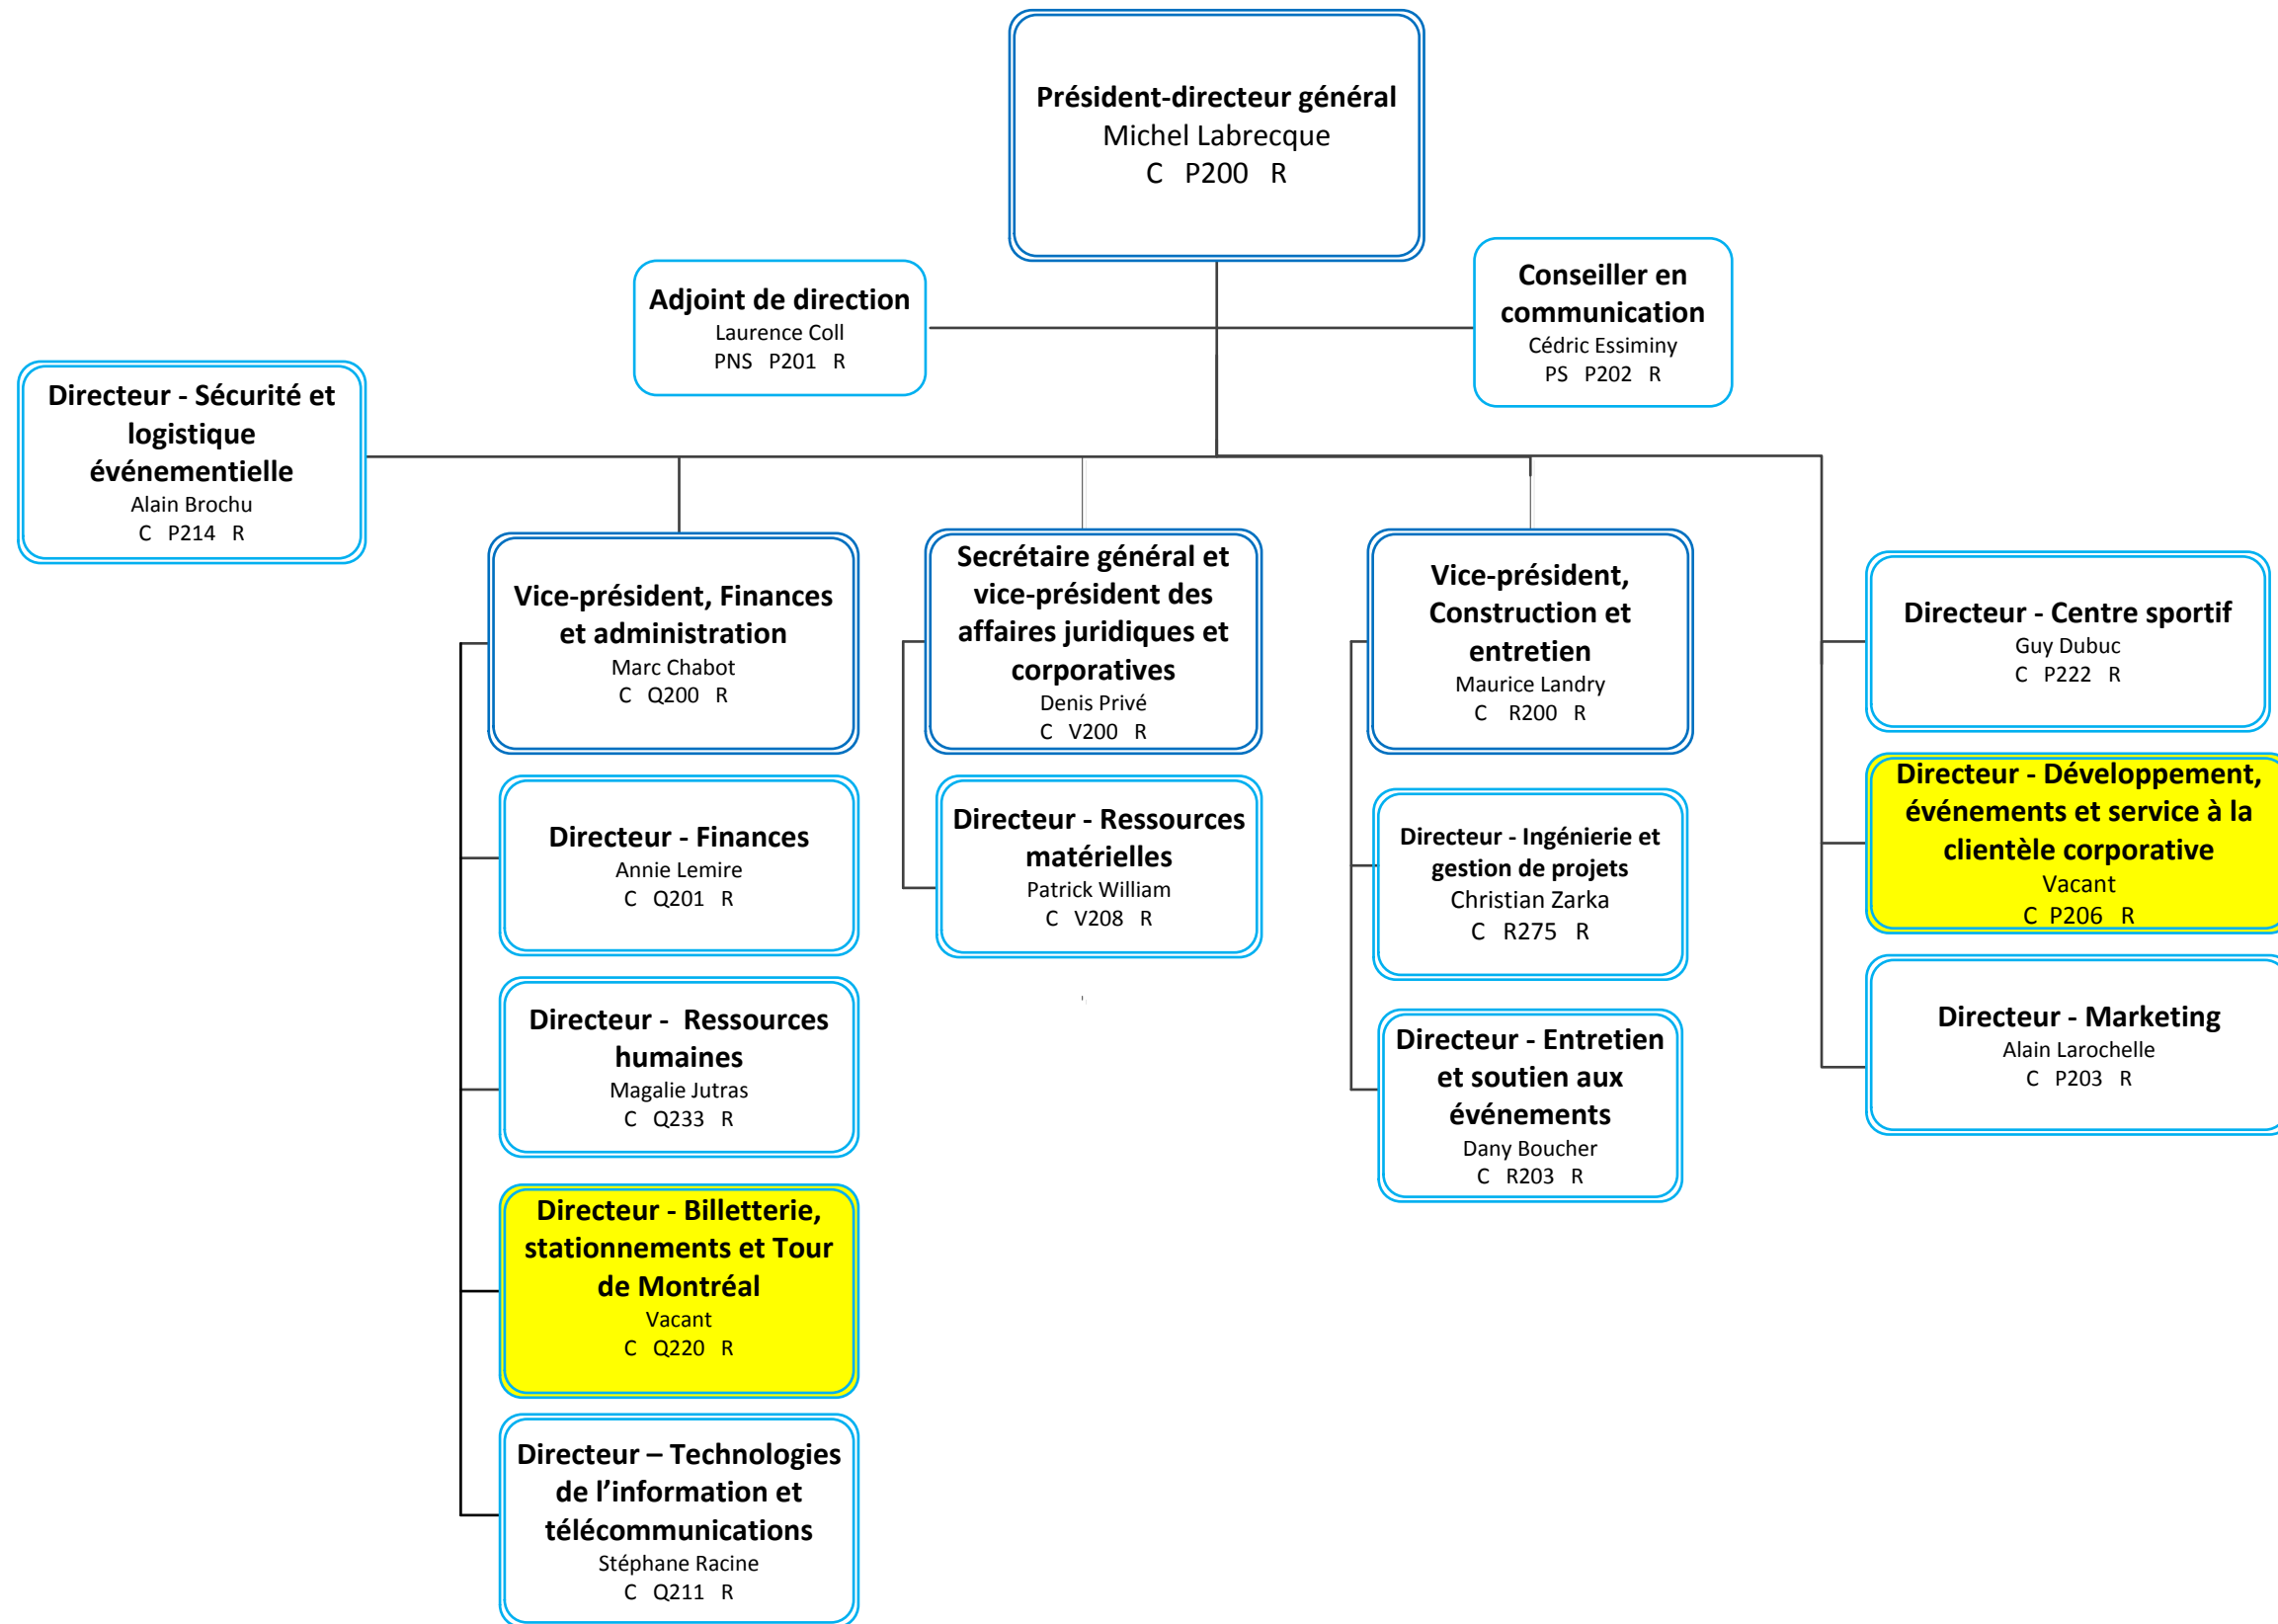 Président-directeur général
Michel Labrecque
C P200 R
Adjoint de direction
Laurence Coll
PNS P201 R
Conseiller en
communication
Cédric Essiminy
PS P202 R
Directeur - Sécurité et
logistique
événementielle
Alain Brochu
C P214 R
Vice-président, Finances
et administration
Marc Chabot
C Q200 R
Directeur - Finances
Annie Lemire
C Q201 R
Directeur - Ressources
humaines
Magalie Jutras
C Q233 R
Directeur - Billetterie,
stationnements et Tour
de Montréal
Vacant
C Q220 R
Directeur – Technologies
de l’information et
télécommunications
Stéphane Racine
C Q211 R
Secrétaire général et
vice-président des
affaires juridiques et
corporatives
Denis Privé
C V200 R
Directeur - Ressources
matérielles
Patrick William
C V208 R
Vice-président,
Construction et
entretien
Maurice Landry
C R200 R
Directeur - Ingénierie et
gestion de projets
Christian Zarka
C R275 R
Directeur - Entretien
et soutien aux
événements
Dany Boucher
C R203 R
Directeur - Centre sportif
Guy Dubuc
C P222 R
Directeur - Développement,
événements et service à la
clientèle corporative
Vacant
C P206 R
Directeur - Marketing
Alain Larochelle
C P203 R